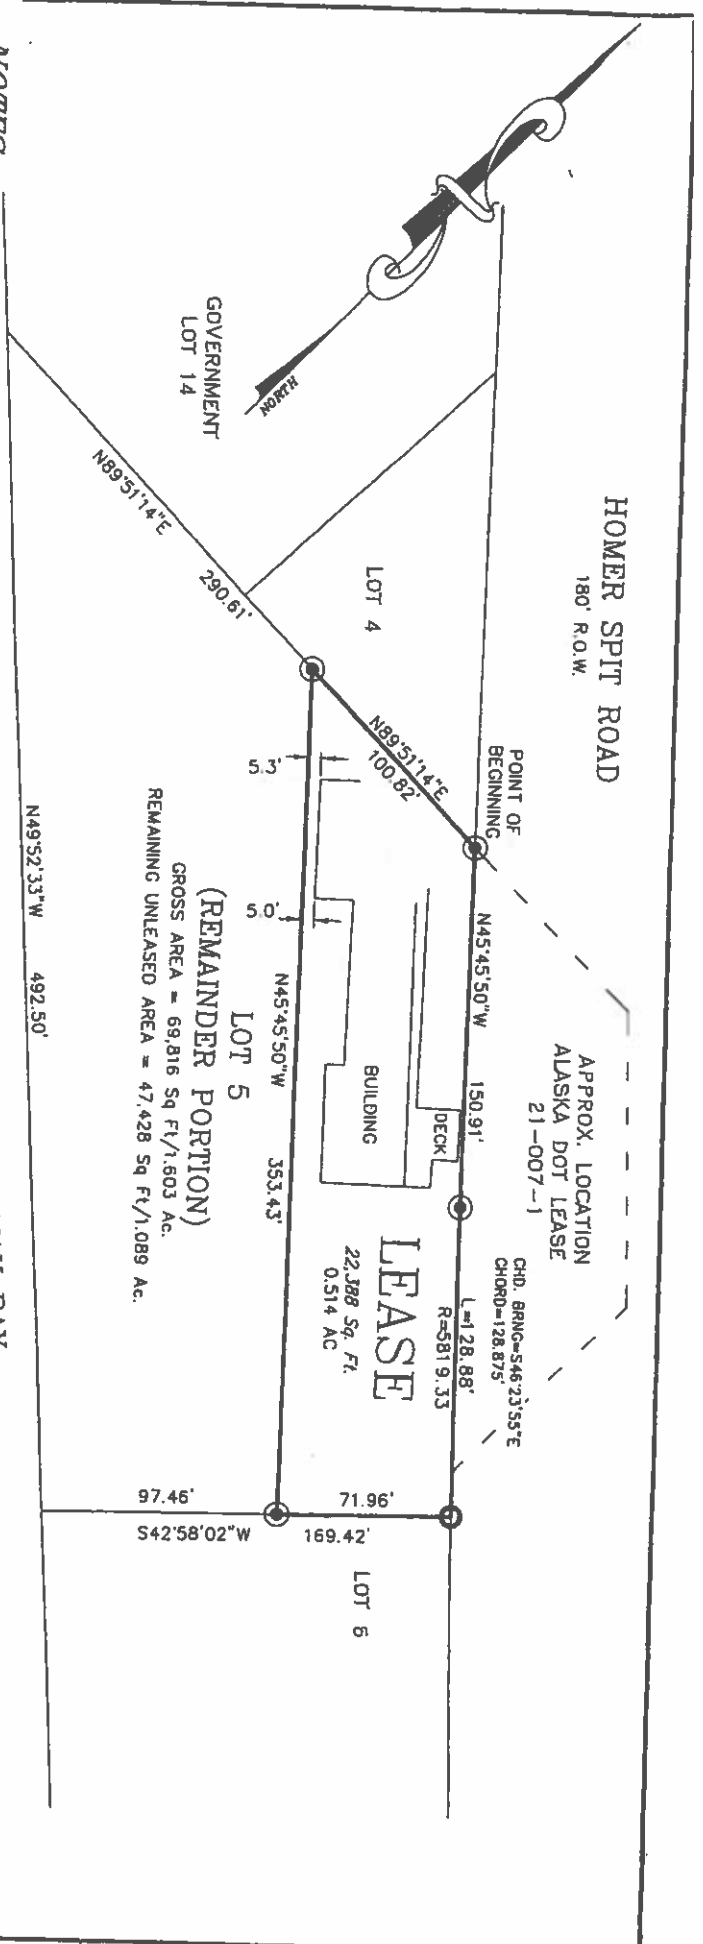 HOMER SPIT ROAD
180' R.O.W.
NORTH
GOVERNMENT
LOT 14
N89°51'14"E
290.61'
LOT 4
N89°51'14"E
100.82'
POINT OF
BEGINNING
N45°45'50"W
150.91'
APPROX. LOCATION
ALASKA DOT LEASE
21-007-1
CHD. BRNG=S46°23'55"E
CHORD=128.875'
L=128.88'
R=5819.33
5.3'
5.0'
BUILDING
DECK
LEASE
22,388 Sq. Ft.
0.514 AC
N45°45'50"W
353.43'
LOT 5
(REMAINDER PORTION)
GROSS AREA = 69,816 Sq Ft/1.603 Ac.
REMAINING UNLEASED AREA = 47,428 Sq Ft/1.089 Ac.
N49°52'33"W
492.50'
97.46'
71.96'
S42°58'02"W
169.42'
LOT 6
NOTES
BAY